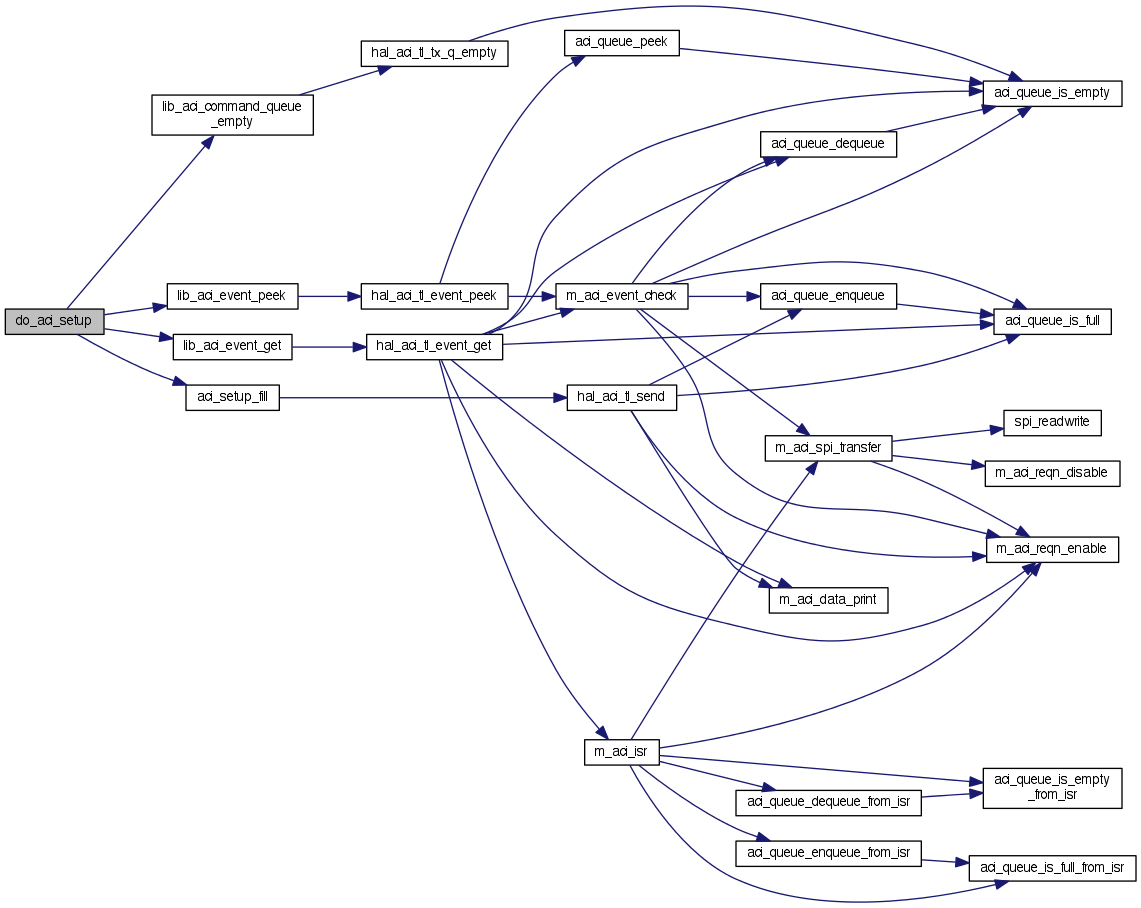 do_aci_setup
lib_aci_command_queue
_empty
hal_aci_tl_tx_q_empty
lib_aci_event_peek
hal_aci_tl_event_peek
lib_aci_event_get
hal_aci_tl_event_get
aci_setup_fill
hal_aci_tl_send
aci_queue_peek
aci_queue_is_empty
aci_queue_dequeue
m_aci_event_check
aci_queue_enqueue
aci_queue_is_full
m_aci_spi_transfer
spi_readwrite
m_aci_reqn_disable
m_aci_reqn_enable
m_aci_data_print
m_aci_isr
aci_queue_is_empty
_from_isr
aci_queue_dequeue_from_isr
aci_queue_enqueue_from_isr
aci_queue_is_full_from_isr